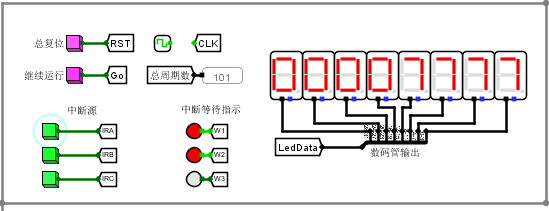 总复位 RST CLK
继续运行 Go 总周期数 101
00007777
中断源 中断等待指示
IRA W1
IRB W2
LedData 数码管输出
IRC W3